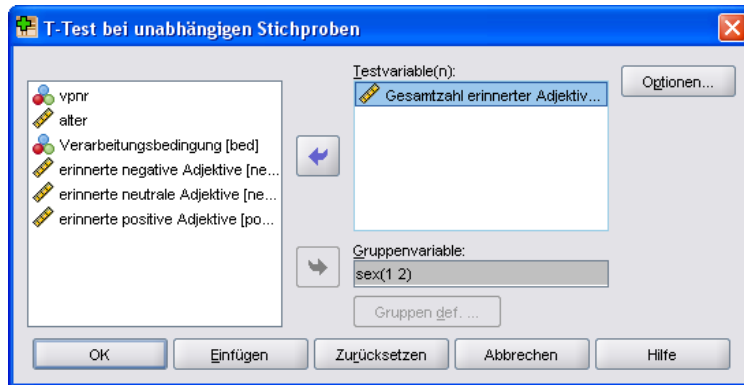 T-Test bei unabhängigen Stichproben
Testvariable(n):
vpnr
alter
Verarbeitungsbedingung [bed]
erinnerte negative Adjektive [ne...
erinnerte neutrale Adjektive [ne...
erinnerte positive Adjektive [po...
Gesamtzahl erinnerter Adjektiv...
Optionen...
Gruppenvariable:
sex(1 2)
Gruppen def. ...
OK
Einfügen
Zurücksetzen
Abbrechen
Hilfe